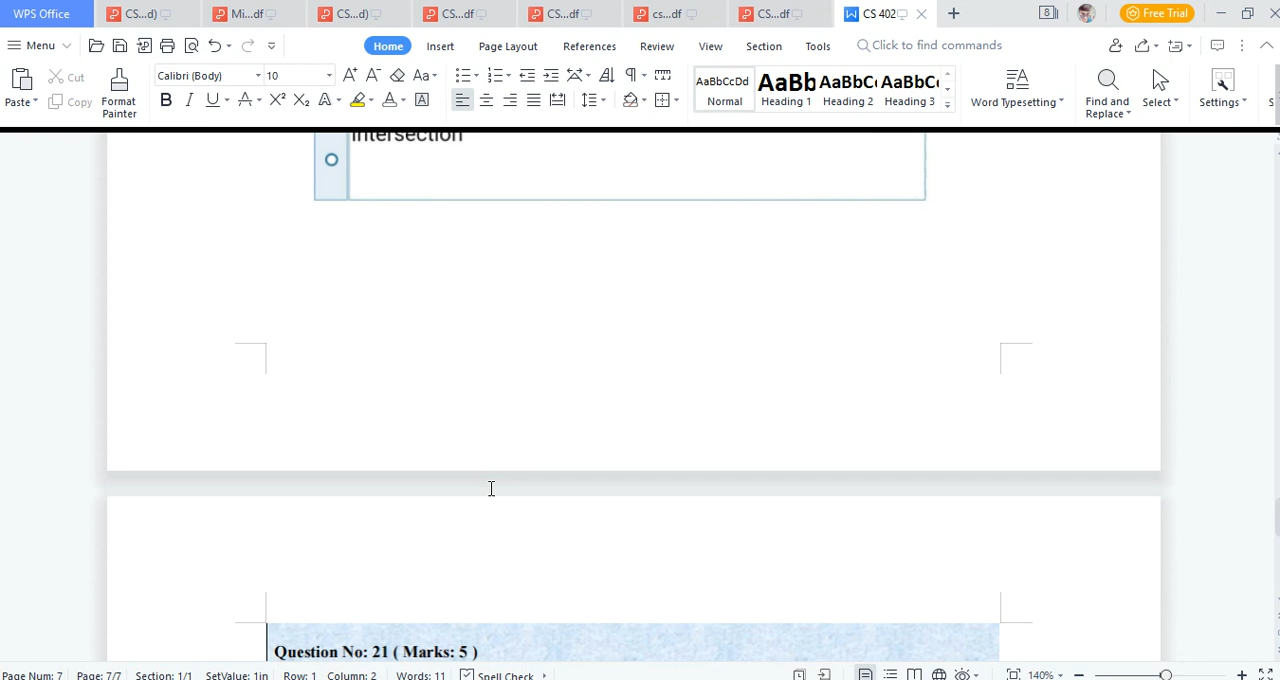 WPS Office CS...d) Mi...df CS...d) CS...df CS...df cs...df CS...df CS 402 + Free Trial
Menu Home Insert Page Layout References Review View Section Tools Click to find commands
Paste Cut Copy Format Painter Calibri (Body) 10 A+ A- Aa
B I U A X² X₂ A A A
AaBbCcDd AaBb AaBbC AaBbC
Normal Heading 1 Heading 2 Heading 3
Word Typesetting Find and Replace Select Settings
Intersection
Question No: 21 ( Marks: 5 )
Page Num: 7 Page: 7/7 Section: 1/1 SetValue: 1in Row: 1 Column: 2 Words: 11 Spell Check 140%